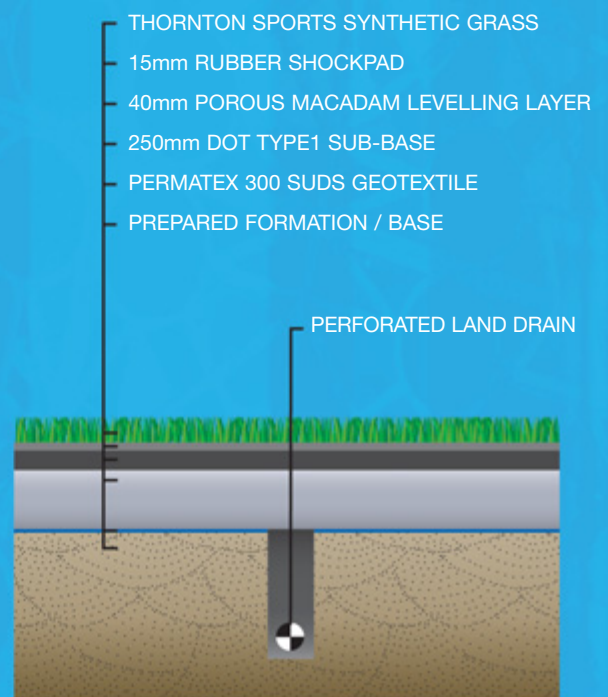 THORNTON SPORTS SYNTHETIC GRASS
15mm RUBBER SHOCKPAD
40mm POROUS MACADAM LEVELLING LAYER
250mm DOT TYPE1 SUB-BASE
PERMATEX 300 SUDS GEOTEXTILE
PREPARED FORMATION / BASE
PERFORATED LAND DRAIN